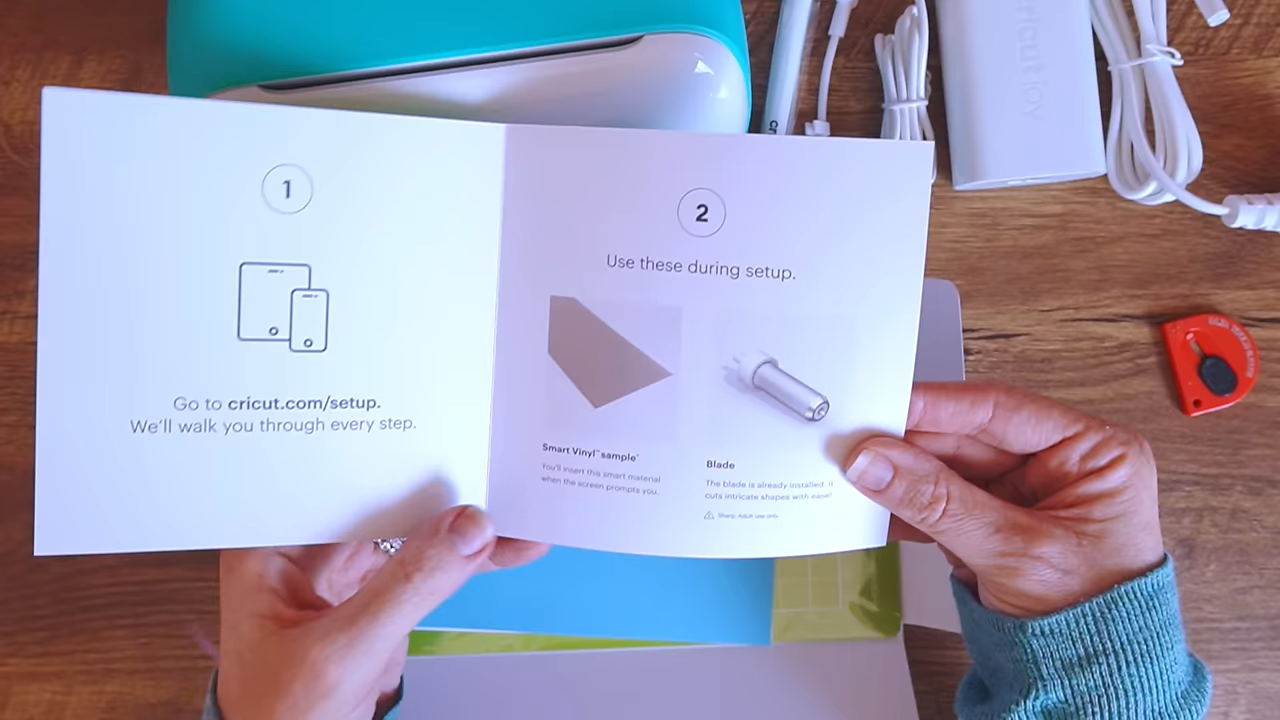 1
Go to cricut.com/setup.
We'll walk you through every step.
2
Use these during setup.
Smart Vinyl™ sample*
You'll insert this smart material
when the screen prompts you.
Blade
The blade is already installed. It
cuts intricate shapes with ease!
Sharp. Adult use only.
cricut joy